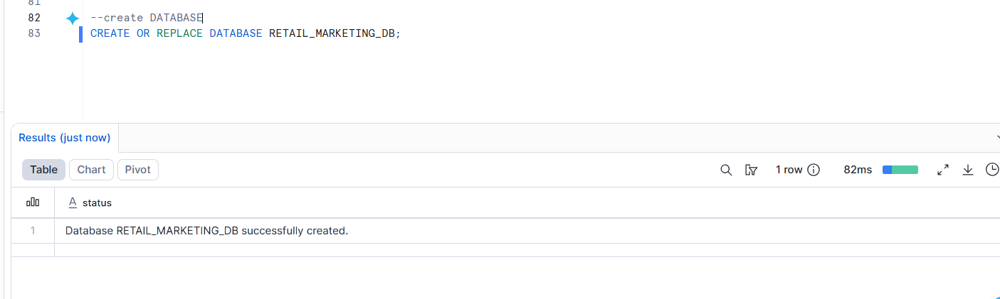 81
82 --create DATABASE
83 CREATE OR REPLACE DATABASE RETAIL_MARKETING_DB;
Results (just now)
Table Chart Pivot 1 row 82ms
A status
1 Database RETAIL_MARKETING_DB successfully created.